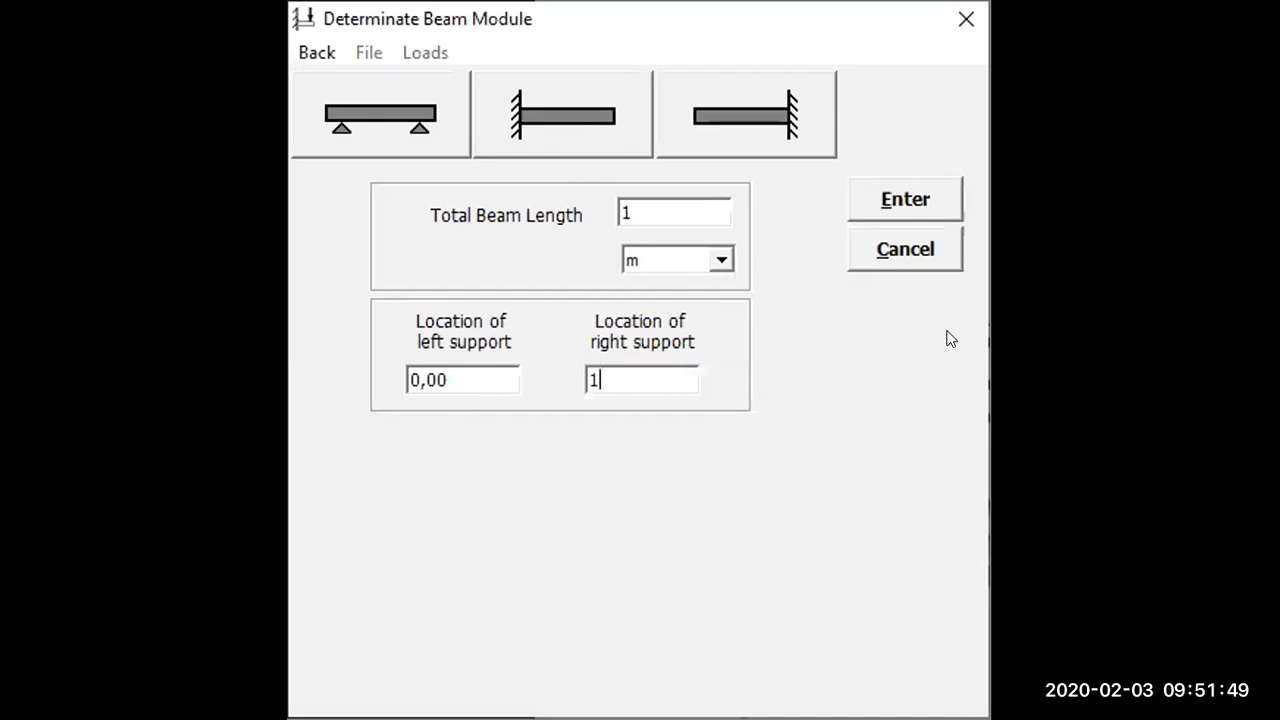 Determinate Beam Module
Back File Loads
Total Beam Length 1
m
Enter
Cancel
Location of
left support
Location of
right support
0,00
1
2020-02-03 09:51:49